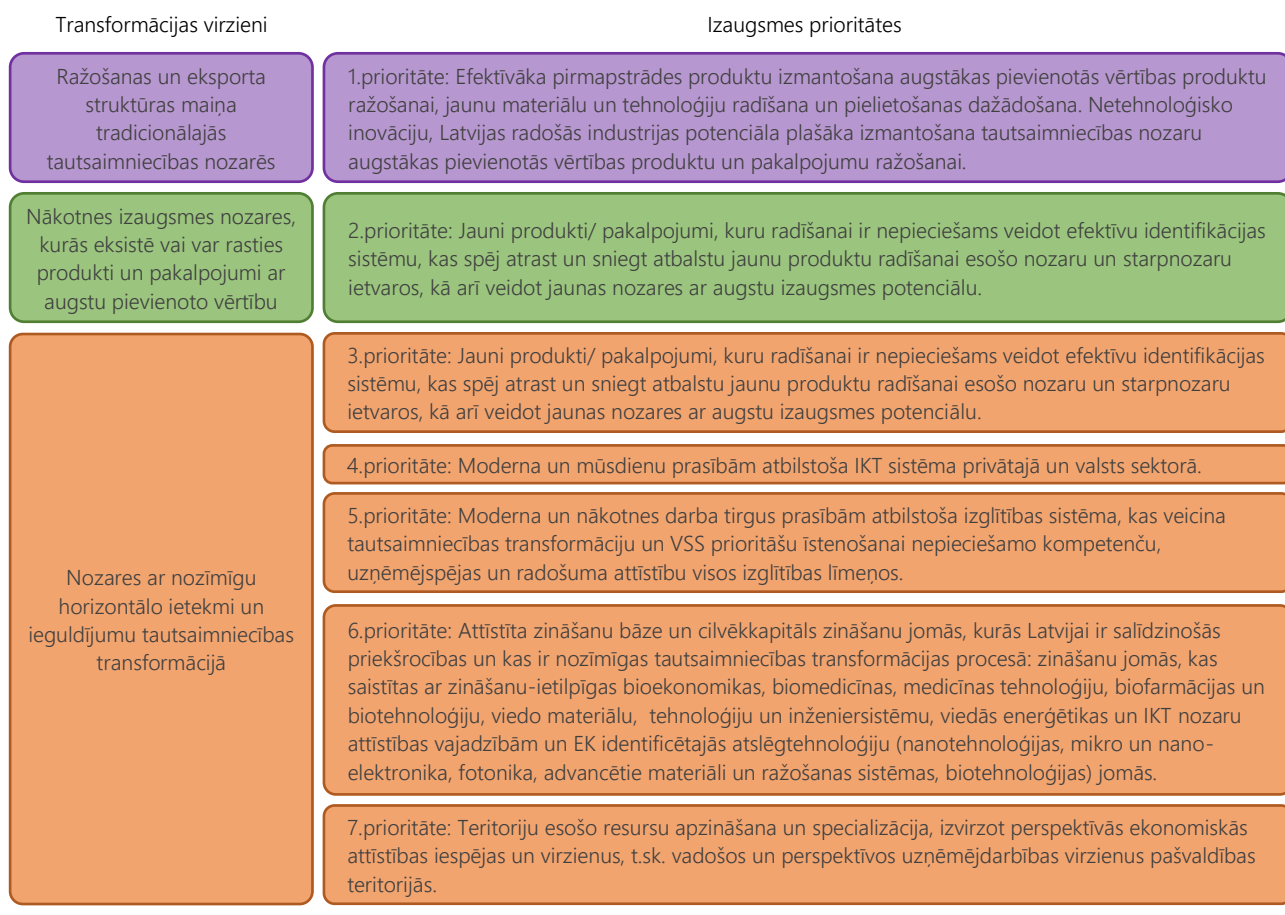 Transformācijas virzieni
Izaugsmes prioritātes
Ražošanas un eksporta
struktūras maiņa
tradicionālajās
tautsaimniecības nozarēs
1.prioritāte: Efektīvāka pirmapstrādes produktu izmantošana augstākas pievienotās vērtības produktu
ražošanai, jaunu materiālu un tehnoloģiju radīšana un pielietošanas dažādošana. Netehnoloģisko
inovāciju, Latvijas radošās industrijas potenciāla plašāka izmantošana tautsaimniecības nozaru
augstākas pievienotās vērtības produktu un pakalpojumu ražošanai.
Nākotnes izaugsmes nozares,
kurās eksistē vai var rasties
produkti un pakalpojumi ar
augstu pievienoto vērtību
2.prioritāte: Jauni produkti/ pakalpojumi, kuru radīšanai ir nepieciešams veidot efektīvu identifikācijas
sistēmu, kas spēj atrast un sniegt atbalstu jaunu produktu radīšanai esošo nozaru un starpnozaru
ietvaros, kā arī veidot jaunas nozares ar augstu izaugsmes potenciālu.
Nozares ar nozīmīgu
horizontālo ietekmi un
ieguldījumu tautsaimniecības
transformācijā
3.prioritāte: Jauni produkti/ pakalpojumi, kuru radīšanai ir nepieciešams veidot efektīvu identifikācijas
sistēmu, kas spēj atrast un sniegt atbalstu jaunu produktu radīšanai esošo nozaru un starpnozaru
ietvaros, kā arī veidot jaunas nozares ar augstu izaugsmes potenciālu.
4.prioritāte: Moderna un mūsdienu prasībām atbilstoša IKT sistēma privātajā un valsts sektorā.
5.prioritāte: Moderna un nākotnes darba tirgus prasībām atbilstoša izglītības sistēma, kas veicina
tautsaimniecības transformāciju un VSS prioritāšu īstenošanai nepieciešamo kompetenču,
uzņēmējspējas un radošuma attīstību visos izglītības līmeņos.
6.prioritāte: Attīstīta zināšanu bāze un cilvēkkapitāls zināšanu jomās, kurās Latvijai ir salīdzinošās
priekšrocības un kas ir nozīmīgas tautsaimniecības transformācijas procesā: zināšanu jomās, kas
saistītas ar zināšanu-ietilpīgas bioekonomikas, biomedicīnas, medicīnas tehnoloģiju, biofarmācijas un
biotehnoloģiju, viedo materiālu, tehnoloģiju un inženiersistēmu, viedās enerģētikas un IKT nozaru
attīstības vajadzībām un EK identificētajās atslēgtehnoloģiju (nanotehnoloģijas, mikro un nano-
elektronika, fotonika, advancētie materiāli un ražošanas sistēmas, biotehnoloģijas) jomās.
7.prioritāte: Teritoriju esošo resursu apzināšana un specializācija, izvirzot perspektīvās ekonomiskās
attīstības iespējas un virzienus, t.sk. vadošos un perspektīvos uzņēmējdarbības virzienus pašvaldības
teritorijās.